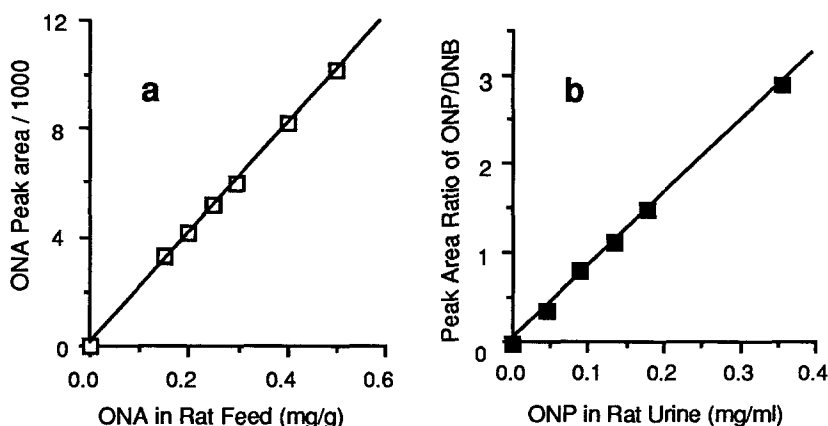 a
ONA Peak area / 1000
12
8
4
0
0.0 0.2 0.4 0.6
ONA in Rat Feed (mg/g)
b
Peak Area Ratio of ONP/DNB
3
2
1
0
0.0 0.1 0.2 0.3 0.4
ONP in Rat Urine (mg/ml)